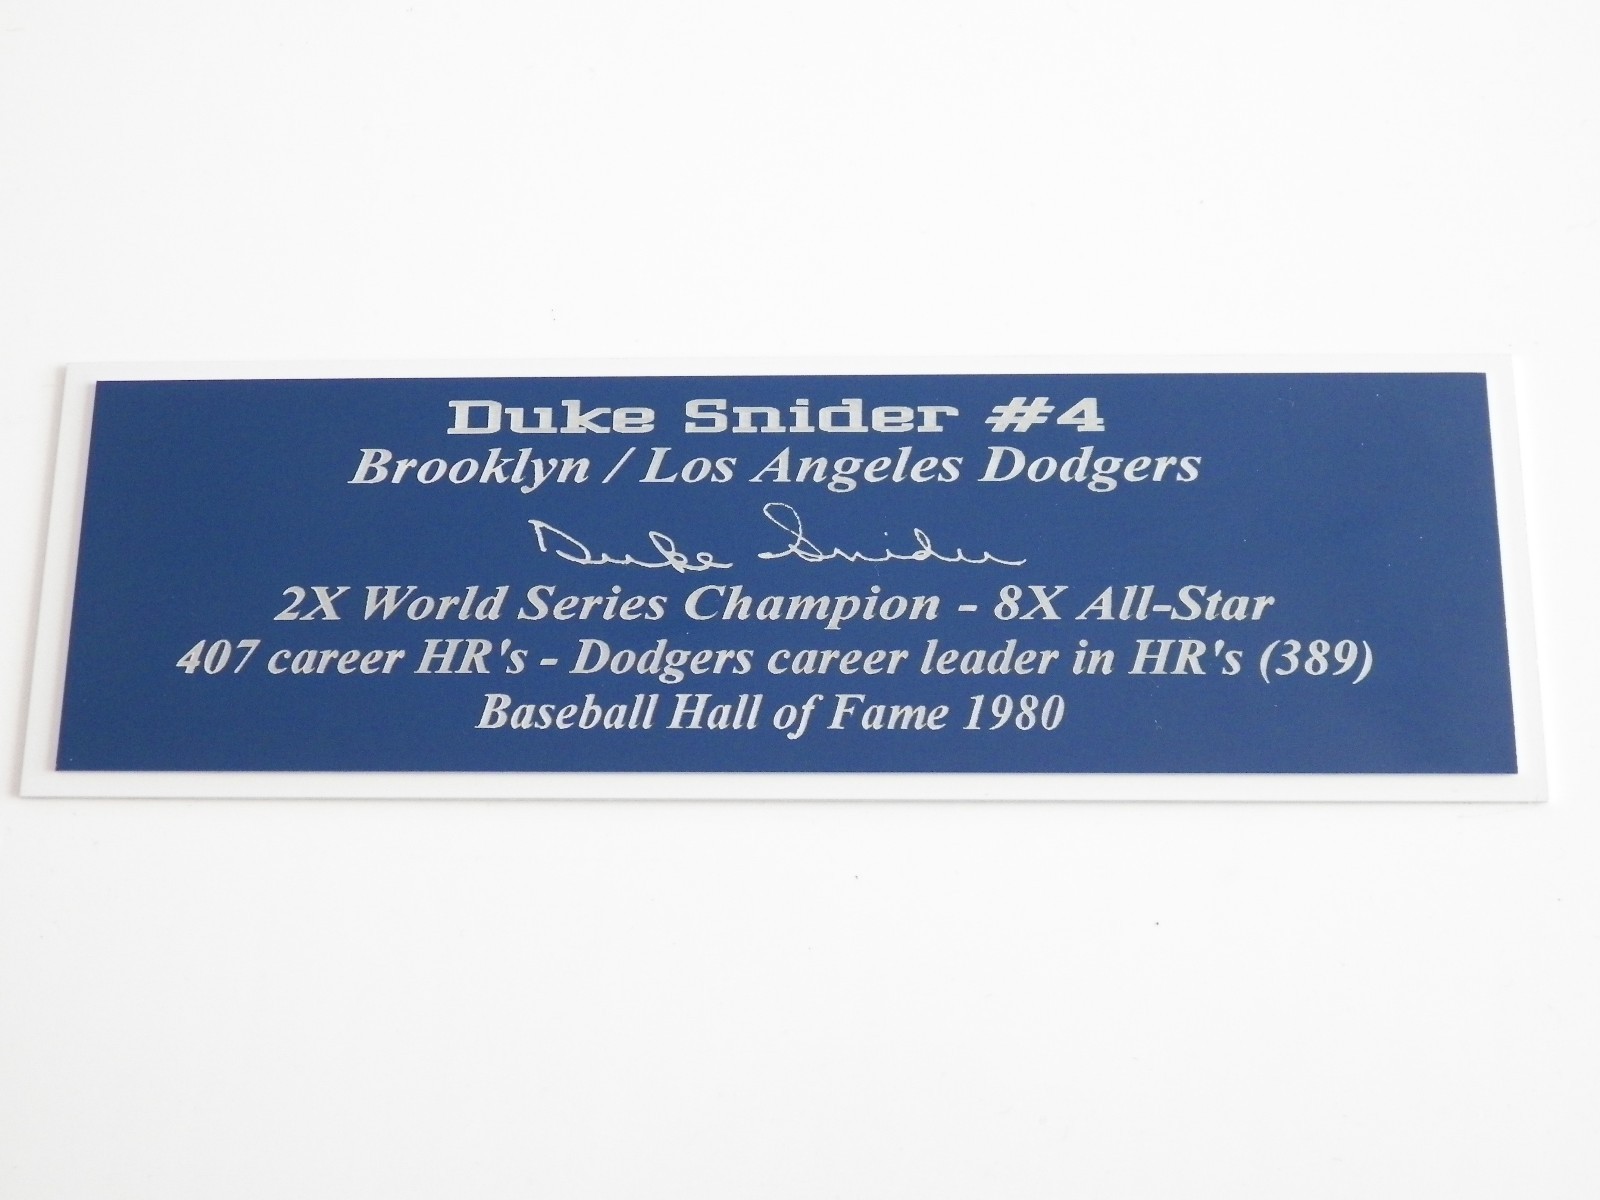 Duke Snider #4
Brooklyn / Los Angeles Dodgers
Duke Snider
2X World Series Champion - 8X All-Star
407 career HR's - Dodgers career leader in HR's (389)
Baseball Hall of Fame 1980